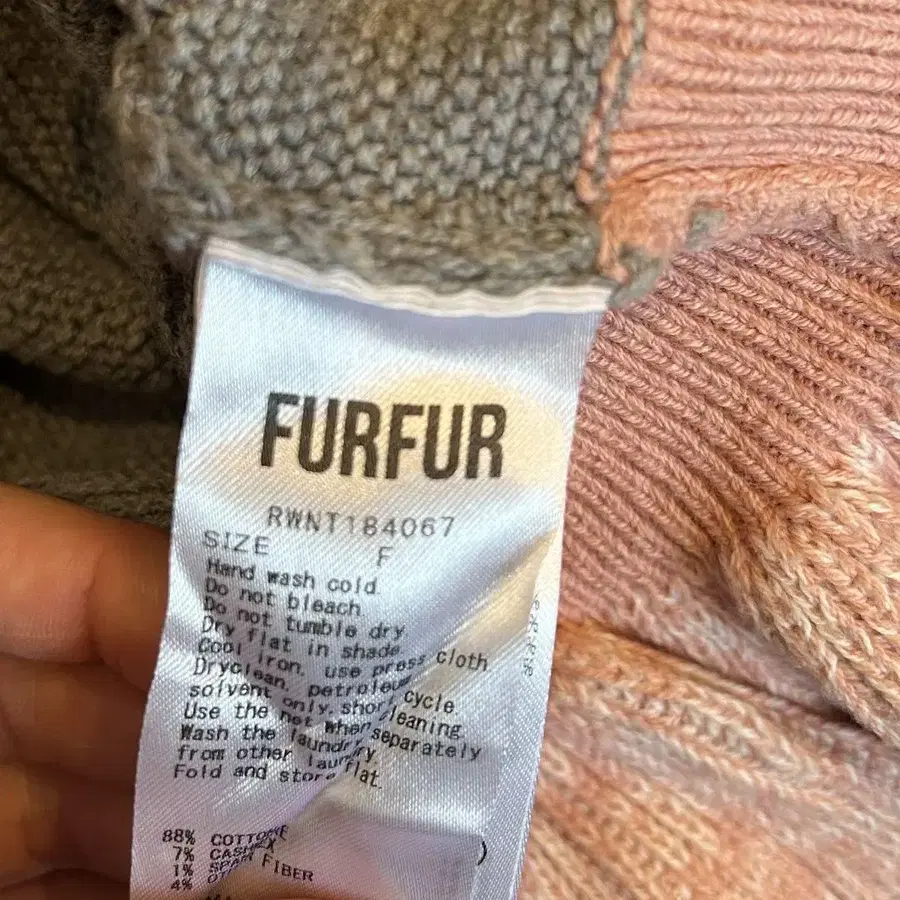 FURFUR
RWNT184067
SIZE F
Hand wash cold.
Do not bleach.
Do not tumble dry
Dry flat in shade.
Cool iron. use press cloth.
Dryclean. petroleum
solvent only. short cycle
Use the net when cleaning.
Wash the laundry separately
from other laundry.
Fold and store flat.
88%
7%
1% FIBER
4%